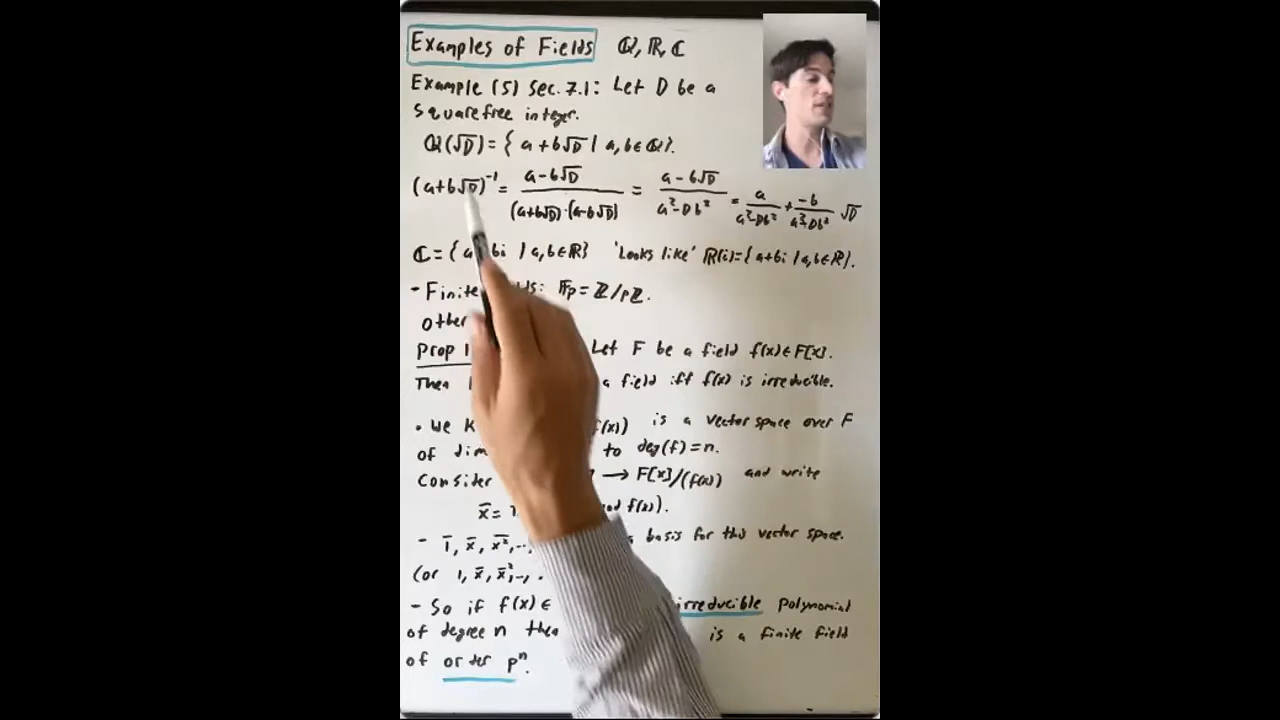 Examples of Fields ℚ, ℝ, ℂ
Example (5) Sec. 7.1: Let D be a
Squarefree integer.
ℚ(√D) = { a+b√D | a,b∈ℚ}.
(a+b√D)⁻¹ = (a-b√D)/((a+b√D)·(a-b√D)) = (a-b√D)/(a²-Db²) = a/(a²-Db²) + -b/(a²-Db²) √D
ℂ = { a bi | a,b∈ℝ} 'Looks like' ℝ(i)={a+bi | a,b∈ℝ}.
- Finite : 𝔽p = ℤ/pℤ.
Other
Prop Let F be a field f(x)∈F[x].
Then a field iff f(x) is irreducible.
• We f(x)) is a vector space over F
of to deg(f)=n.
Consider → F[x]/(f(x)) and write
x̄ = f(x)).
- 1̄, x̄, x̄²,.., basis for this vector space.
(or 1, x̄, x̄²,..,
- So if f(x)∈ irreducible Polynomial
of degree n then is a finite field
of order pⁿ.